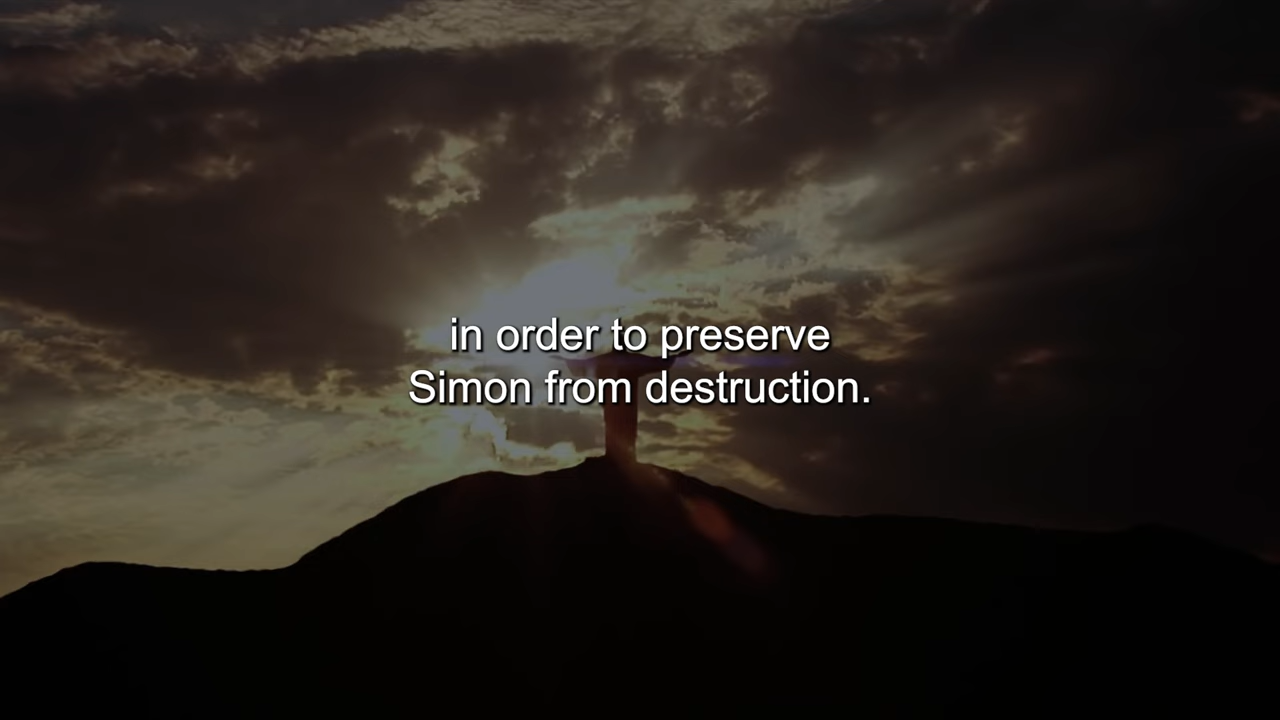 in order to preserve
Simon from destruction.